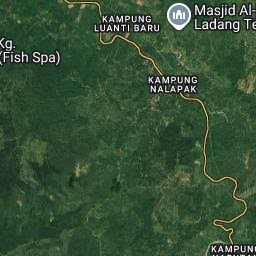 Masjid Al-
Ladang Te
KAMPUNG
LUANTI BARU
Kg.
(Fish Spa)
KAMPUNG
NALAPAK
KAMPUNG